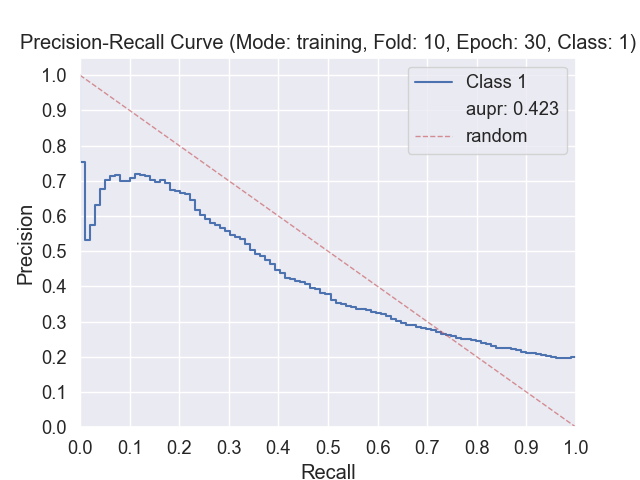 Precision-Recall Curve (Mode: training, Fold: 10, Epoch: 30, Class: 1)
1.0
0.9
0.8
0.7
0.6
0.5
0.4
0.3
0.2
0.1
0.0
Precision
Class 1
aupr: 0.423
random
0.0 0.1 0.2 0.3 0.4 0.5 0.6 0.7 0.8 0.9 1.0
Recall